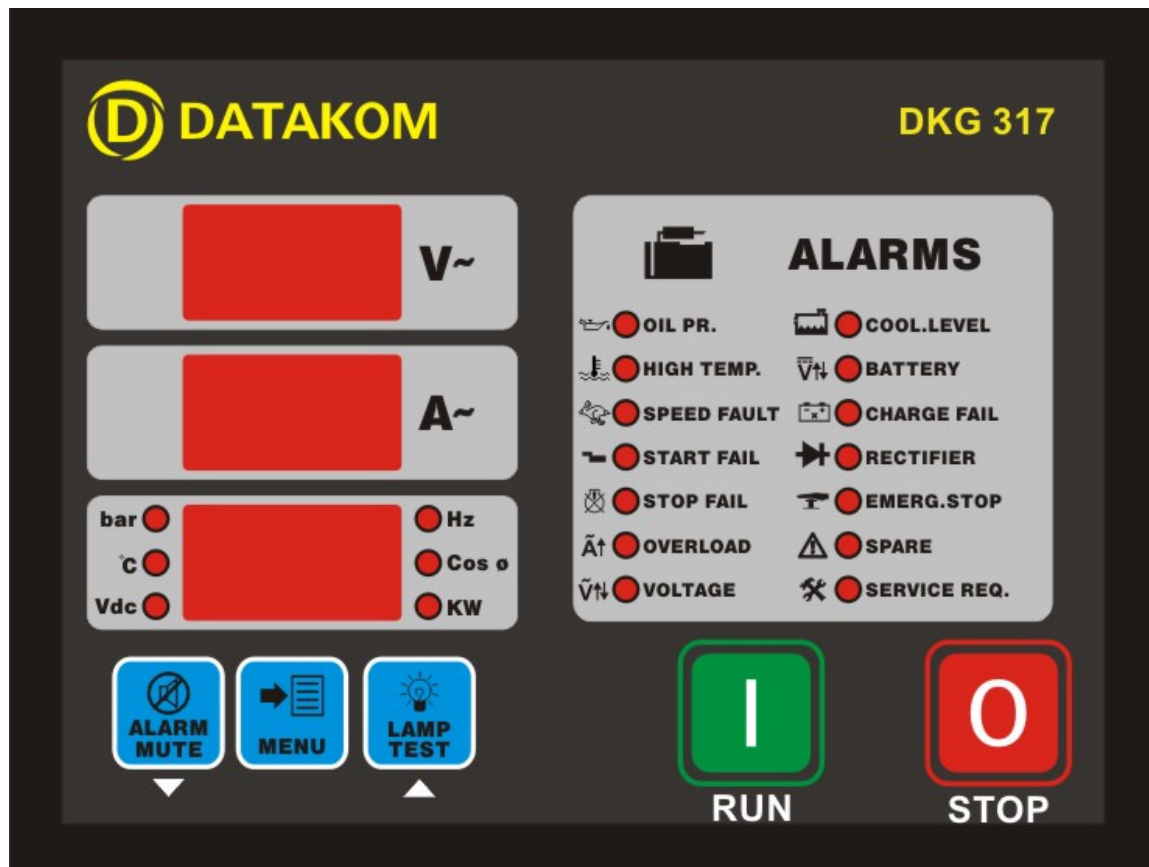 DATAKOM
DKG 317
V~
A~
bar
°C
Vdc
Hz
Cos ø
KW
ALARMS
OIL PR.
HIGH TEMP.
SPEED FAULT
START FAIL
STOP FAIL
Ã↑ OVERLOAD
Ṽ↑↓ VOLTAGE
COOL.LEVEL
V↑↓ BATTERY
CHARGE FAIL
RECTIFIER
EMERG.STOP
SPARE
SERVICE REQ.
ALARM
MUTE
MENU
LAMP
TEST
I
RUN
O
STOP